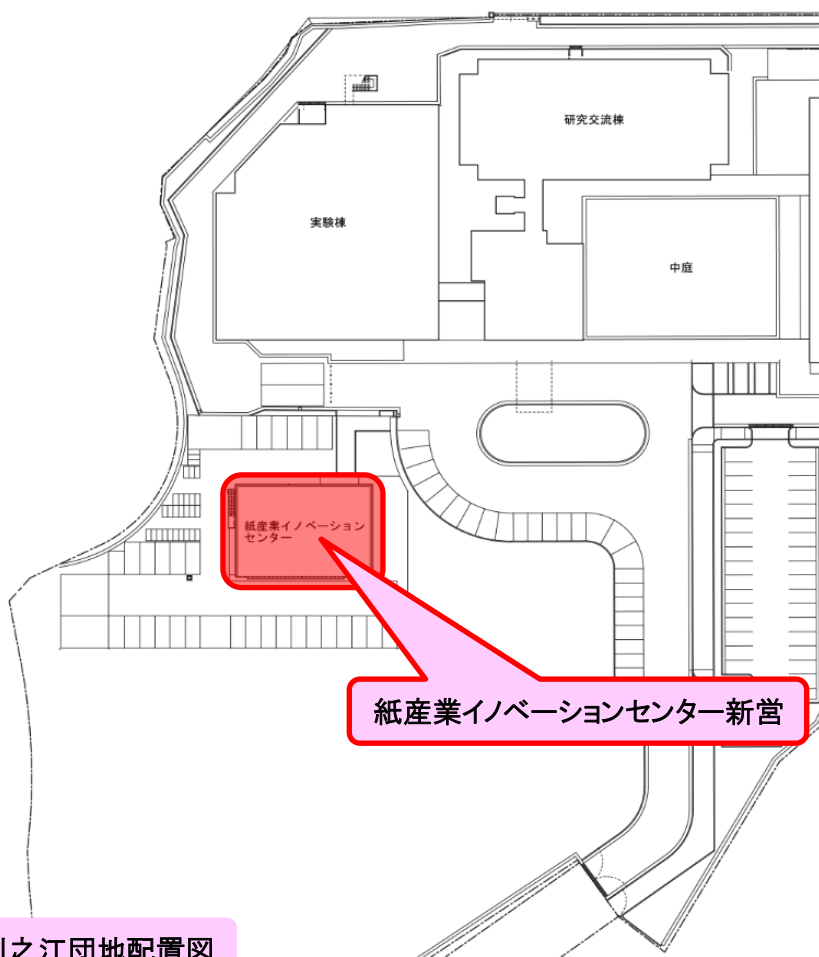 研究交流棟
実験棟
中庭
紙産業イノベーション
センター
紙産業イノベーションセンター新営
之江団地配置図